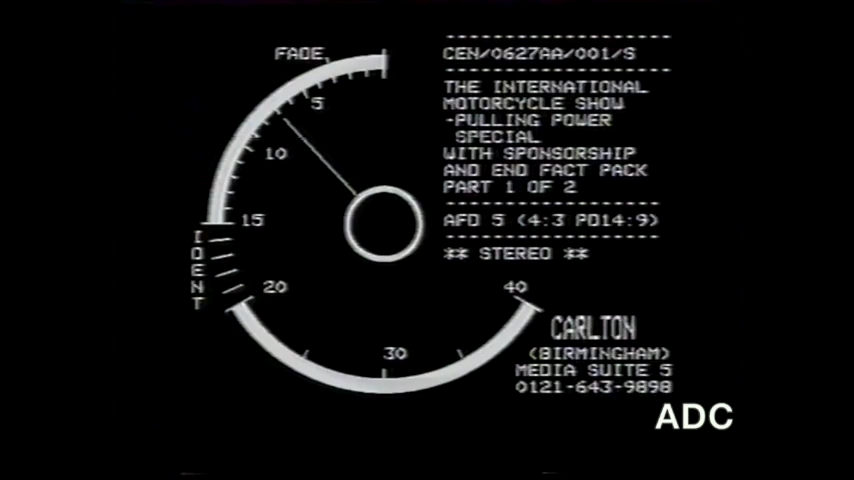 FADE
5
10
15
IDENT
20
30
40
CEN/0627AA/001/S
THE INTERNATIONAL
MOTORCYCLE SHOW
-PULLING POWER
SPECIAL
WITH SPONSORSHIP
AND END FACT PACK
PART 1 OF 2
AFD 5 (4:3 PD14:9)
** STEREO **
CARLTON
(BIRMINGHAM)
MEDIA SUITE 5
0121-643-9898
ADC